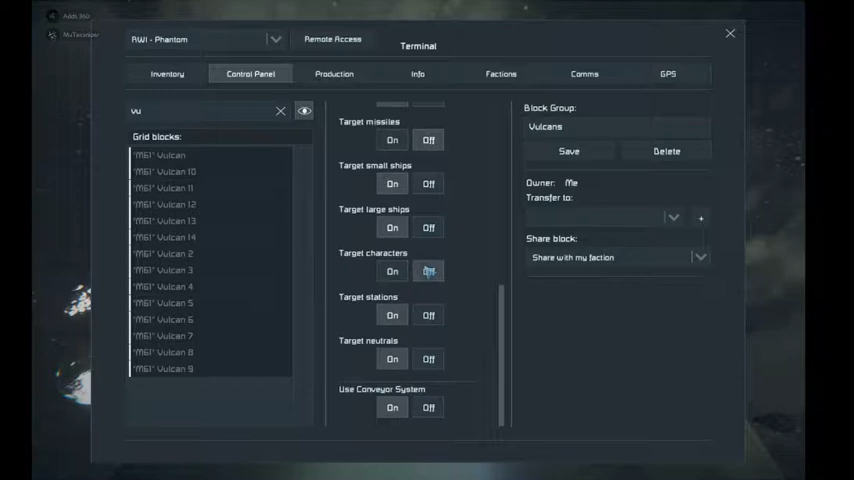 Adds 360
RWI - Phantom
Remote Access
Terminal
Inventory
Control Panel
Production
Info
Factions
Comms
GPS
vu
Grid blocks:
"M61" Vulcan
"M61" Vulcan 10
"M61" Vulcan 11
"M61" Vulcan 12
"M61" Vulcan 13
"M61" Vulcan 14
"M61" Vulcan 2
"M61" Vulcan 3
"M61" Vulcan 4
"M61" Vulcan 5
"M61" Vulcan 6
"M61" Vulcan 7
"M61" Vulcan 8
"M61" Vulcan 9
Target missiles
On Off
Target small ships
On Off
Target large ships
On Off
Target characters
On Off
Target stations
On Off
Target neutrals
On Off
Use Conveyor System
On Off
Block Group:
Vulcans
Save Delete
Owner: Me
Transfer to:
+
Share block:
Share with my faction